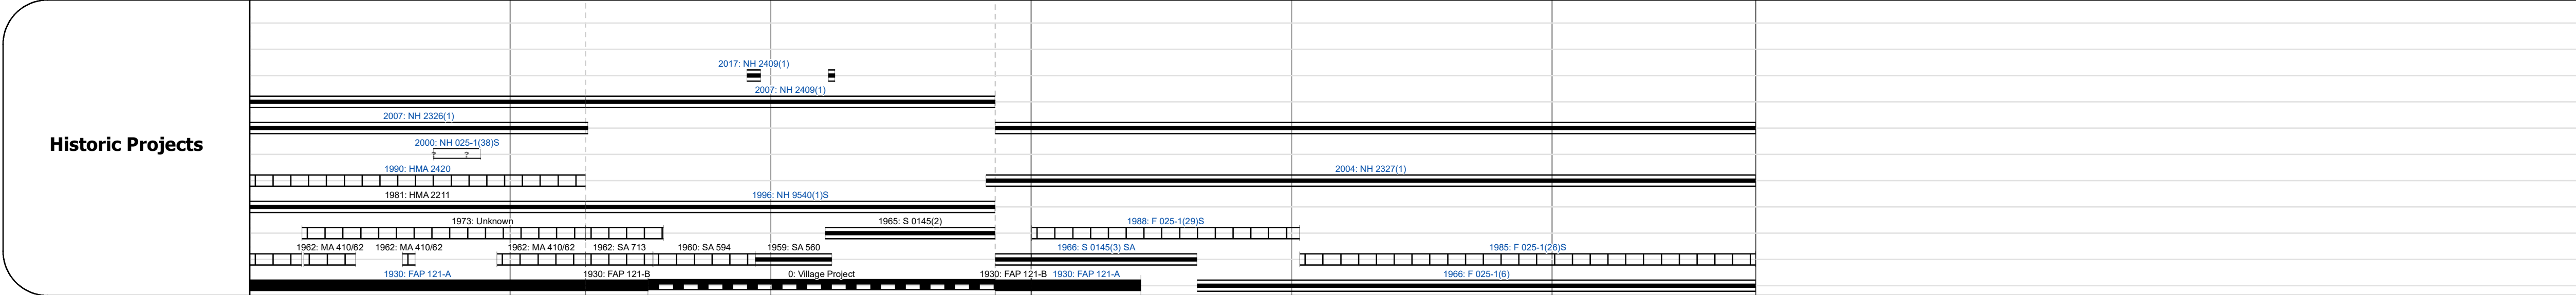 2017: NH 2409(1)
2007: NH 2409(1)
2007: NH 2326(1)
Historic Projects
2000: NH 025-1(38)S
? ?
1990: HMA 2420 2004: NH 2327(1)
1981: HMA 2211 1996: NH 9540(1)S
1973: Unknown 1965: S 0145(2) 1988: F 025-1(29)S
1962: MA 410/62 1962: MA 410/62 1962: MA 410/62 1962: SA 713 1960: SA 594 1959: SA 560 1966: S 0145(3) SA 1985: F 025-1(26)S
1930: FAP 121-A 1930: FAP 121-B 0: Village Project 1930: FAP 121-B 1930: FAP 121-A 1966: F 025-1(6)